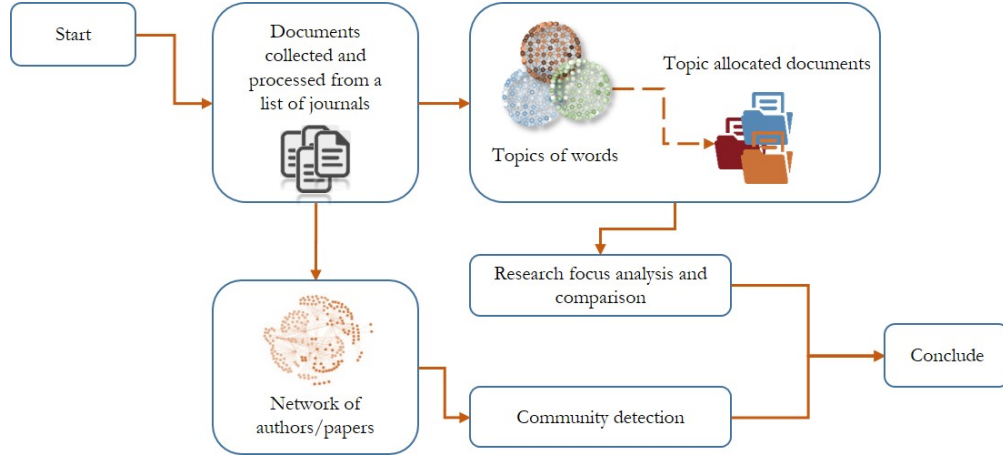 Start
Documents
collected and
processed from a
list of journals
Topics of words
Topic allocated documents
Research focus analysis and
comparison
Network of
authors/papers
Community detection
Conclude